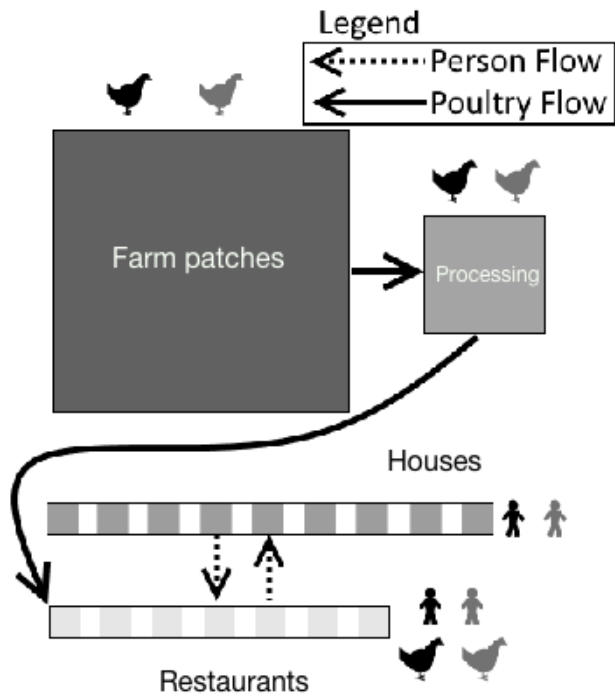 Legend
Person Flow
Poultry Flow
Farm patches
Processing
Houses
Restaurants